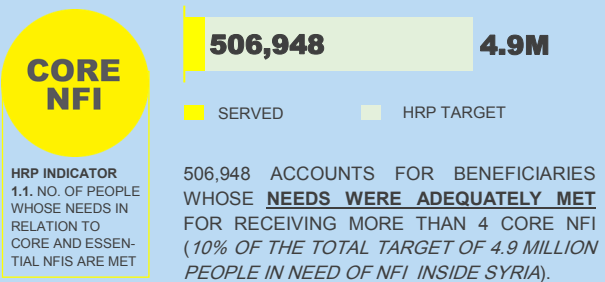 CORE
NFI
506,948
4.9M
SERVED
HRP TARGET
HRP INDICATOR
1.1. NO. OF PEOPLE
WHOSE NEEDS IN
RELATION TO
CORE AND ESSEN-
TIAL NFIS ARE MET
506,948 ACCOUNTS FOR BENEFICIARIES
WHOSE NEEDS WERE ADEQUATELY MET
FOR RECEIVING MORE THAN 4 CORE NFI
(10% OF THE TOTAL TARGET OF 4.9 MILLION
PEOPLE IN NEED OF NFI INSIDE SYRIA).